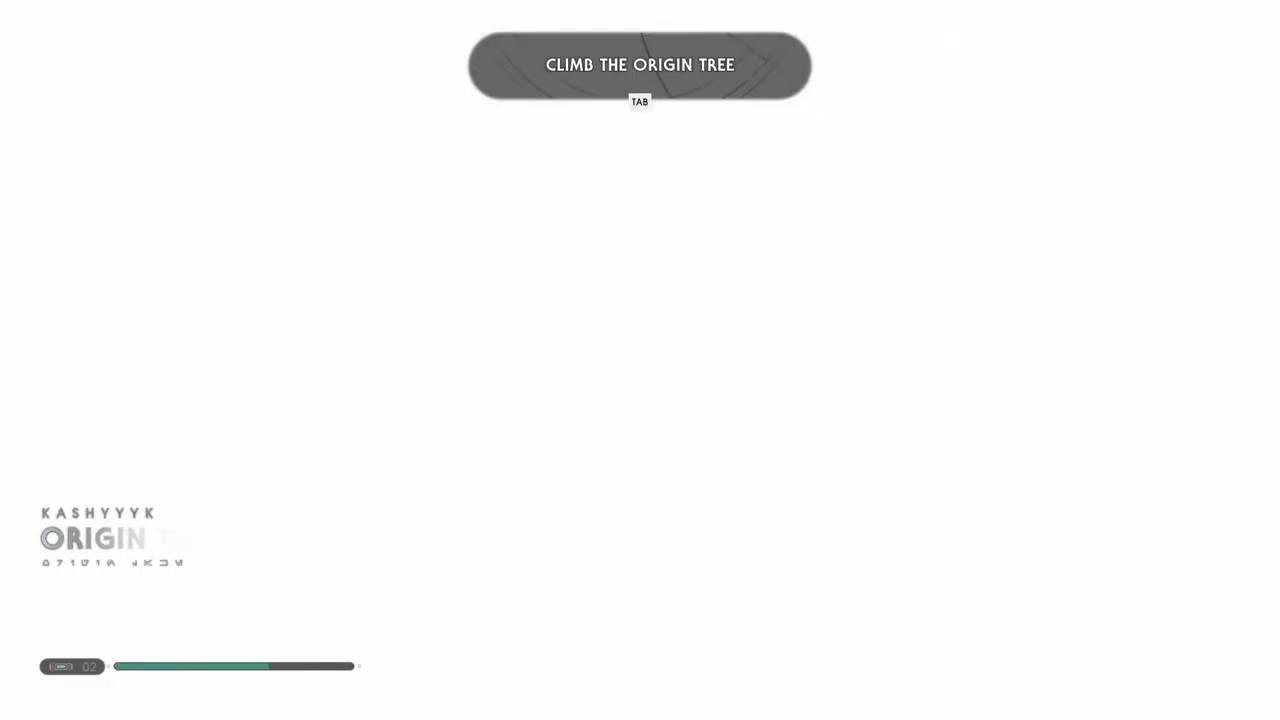 CLIMB THE ORIGIN TREE
TAB
KASHYYYK
ORIGIN T
02